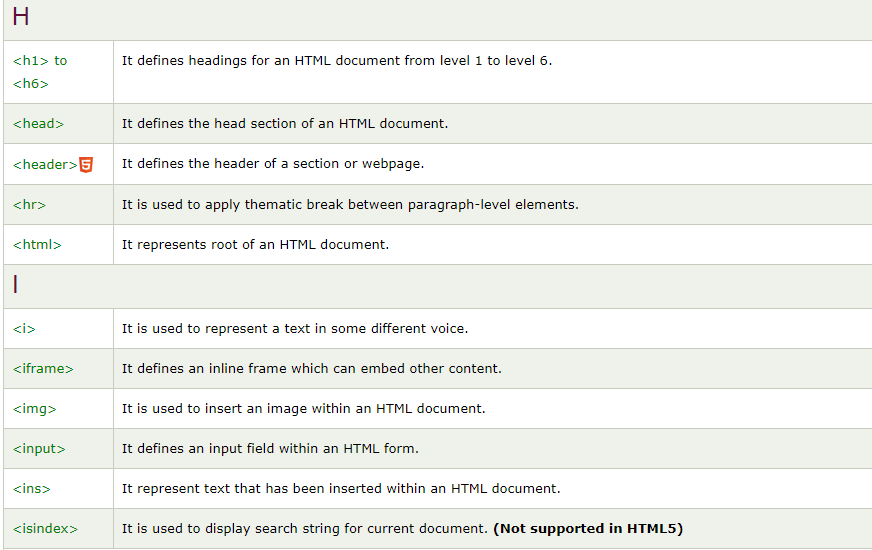 H
<h1> to
<h6>
It defines headings for an HTML document from level 1 to level 6.
<head>
It defines the head section of an HTML document.
<header>5
It defines the header of a section or webpage.
<hr>
It is used to apply thematic break between paragraph-level elements.
<html>
It represents root of an HTML document.
I
<i>
It is used to represent a text in some different voice.
<iframe>
It defines an inline frame which can embed other content.
<img>
It is used to insert an image within an HTML document.
<input>
It defines an input field within an HTML form.
<ins>
It represent text that has been inserted within an HTML document.
<isindex>
It is used to display search string for current document. (Not supported in HTML5)